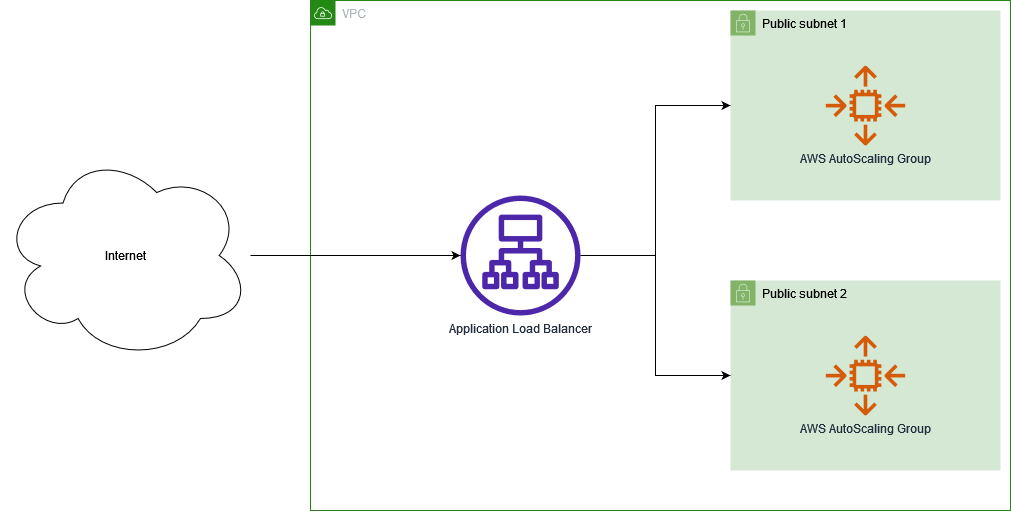 VPC
Public subnet 1
AWS AutoScaling Group
Internet
Application Load Balancer
Public subnet 2
AWS AutoScaling Group